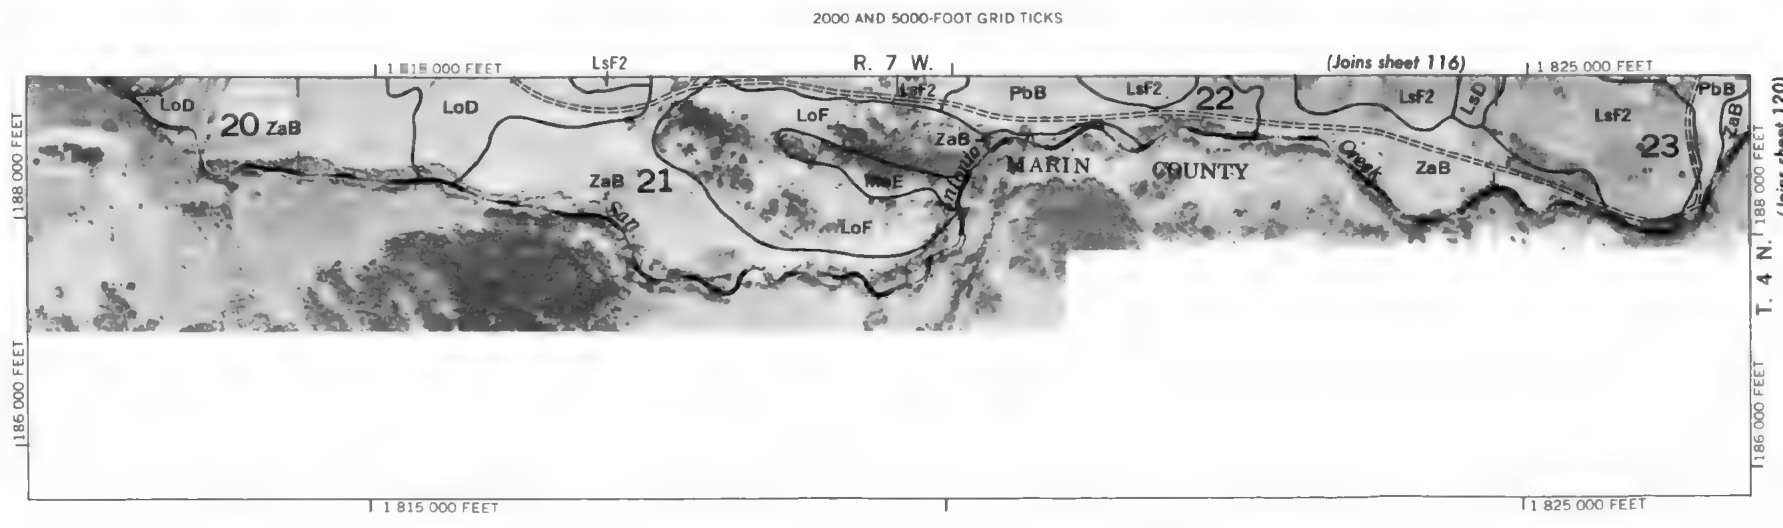 2000 AND 5000-FOOT GRID TICKS
R. 7 W.
(Joins sheet 116)
000 FEET
1 825 000 FEET
LsF2
LoD
20 ZaB
LoD
LoF
LsF2
PbB
LsF2
22
LsF2
LsD
LsF2
PbB
ZaB
23
ZaB
MARIN COUNTY
Creek
ZaB
ZaB 21
San
LoF
188 000 FEET
188 000 FEET
(Joins sheet 120)
T. 4 N.
186 000 FEET
186 000 FEET
1 815 000 FEET
1 825 000 FEET